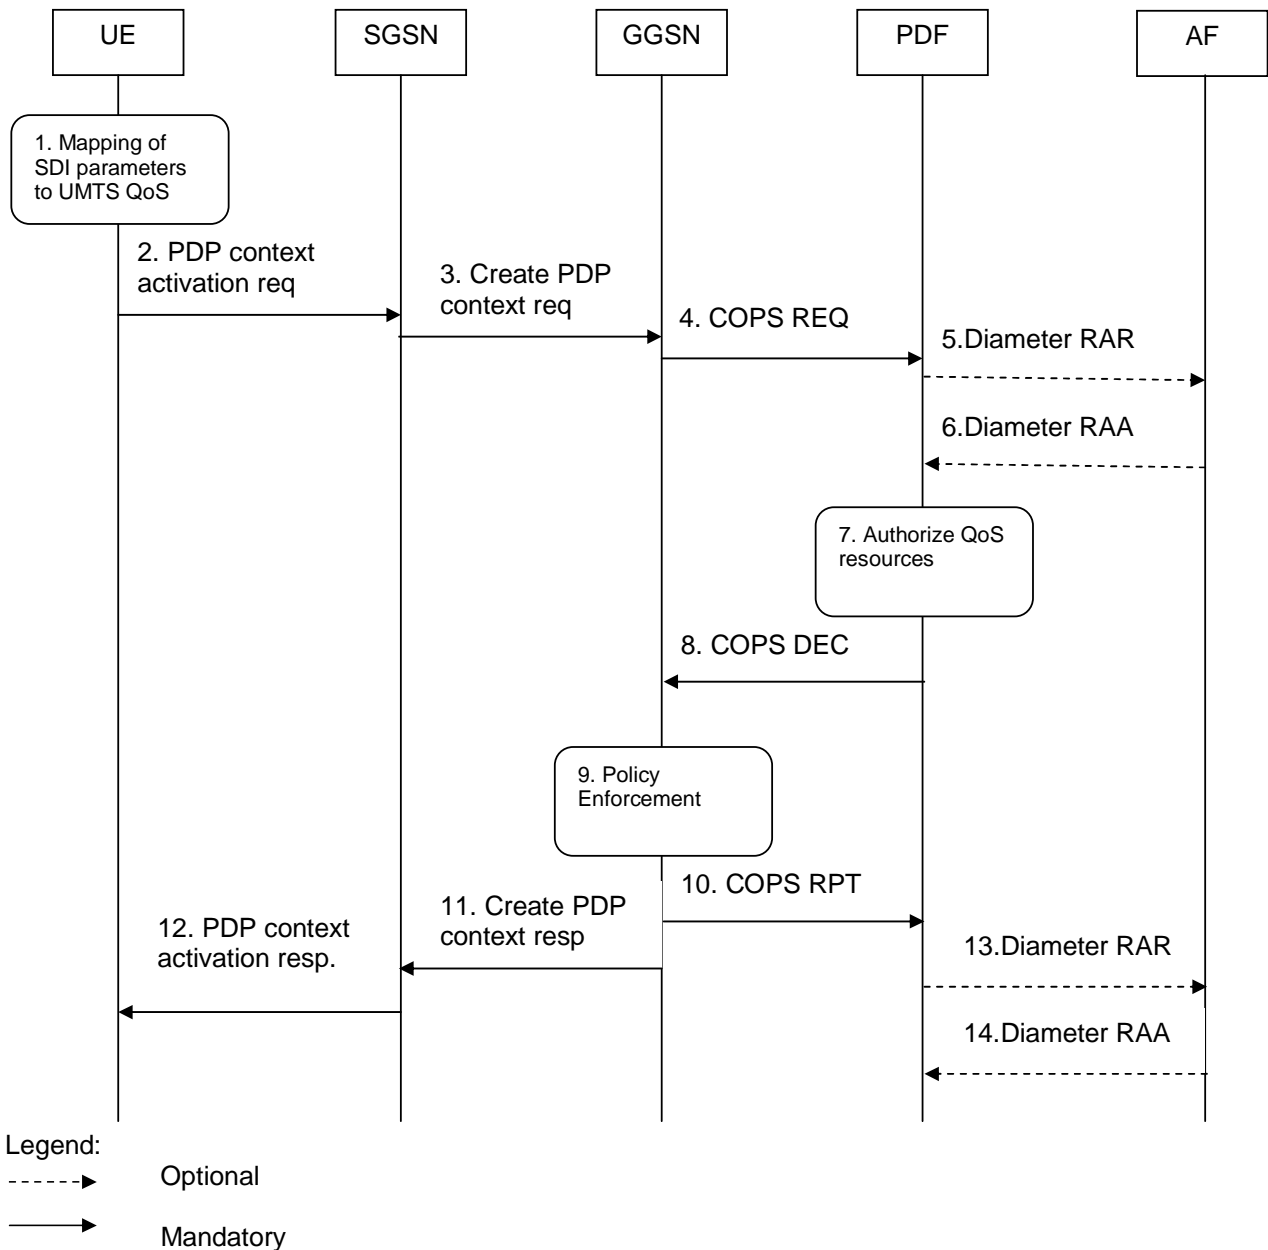 UE
SGSN
GGSN
PDF
AF
1. Mapping of
SDI parameters
to UMTS QoS
2. PDP context
activation req
3. Create PDP
context req
4. COPS REQ
5.Diameter RAR
6.Diameter RAA
7. Authorize QoS
resources
8. COPS DEC
9. Policy
Enforcement
10. COPS RPT
11. Create PDP
context resp
12. PDP context
activation resp.
13.Diameter RAR
14.Diameter RAA
Legend:
Optional
Mandatory